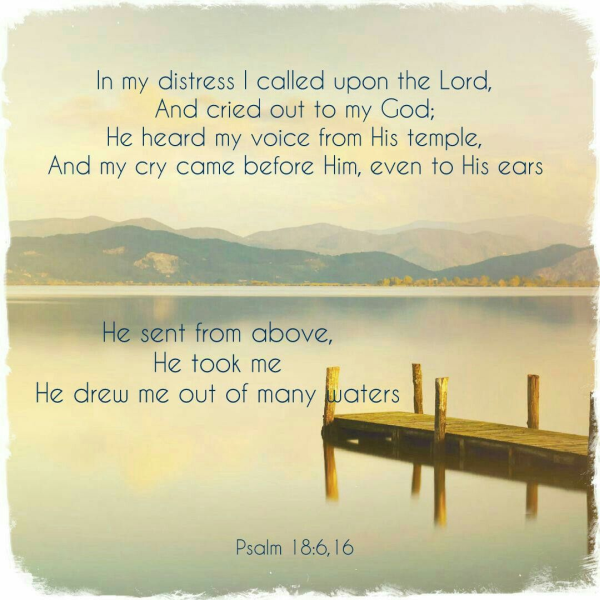 In my distress I called upon the Lord,
And cried out to my God;
He heard my voice from His temple,
And my cry came before Him, even to His ears
He sent from above,
He took me
He drew me out of many waters
Psalm 18:6,16